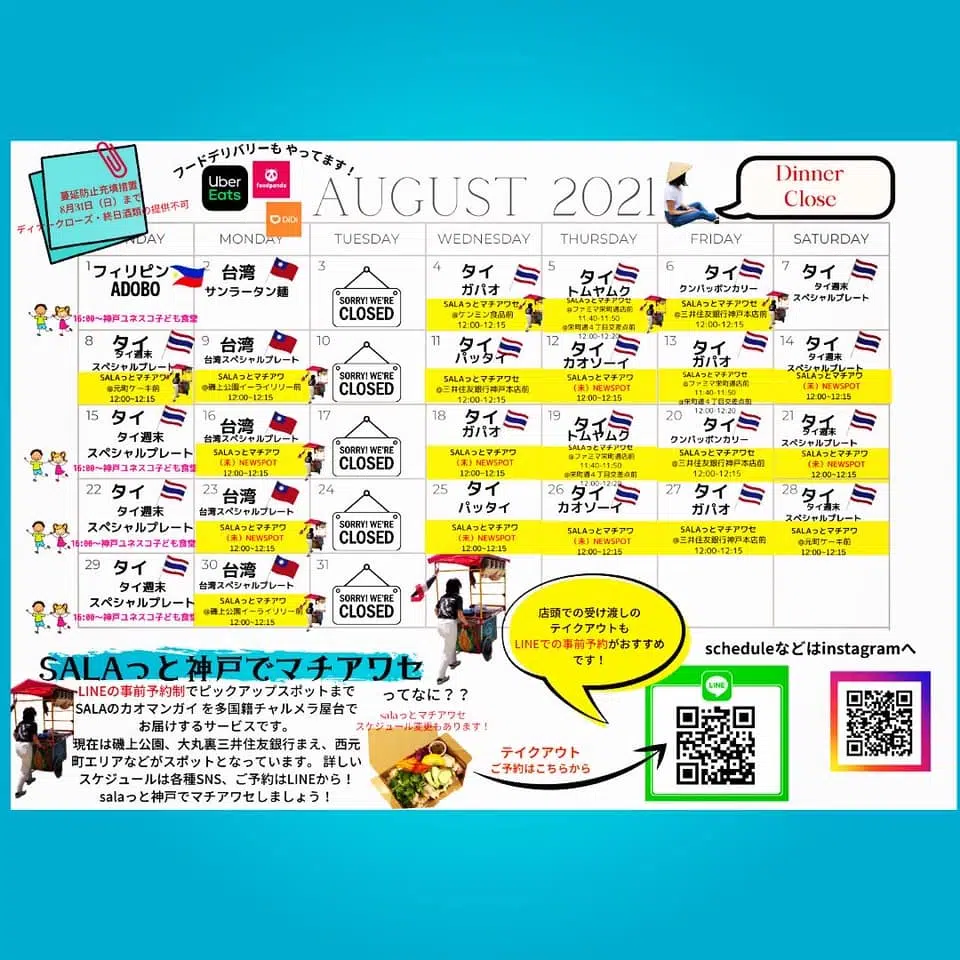 蔓延防止充填措置
8月31日（日）まで
ディナークローズ・終日酒類の提供不可
フードデリバリーも やってます！
Uber Eats
foodpanda
DiDi
AUGUST 2021
Dinner
Close
NDAY
MONDAY
TUESDAY
WEDNESDAY
THURSDAY
FRIDAY
SATURDAY
1
フィリピン
ADOBO
16:00〜神戸ユネスコ子ども食堂
2
台湾
サンラータン麺
3
SORRY! WE'RE
CLOSED
4
タイ
ガパオ
SALAっとマチアワセ
@ケンミン食品前
12:00-12:15
5
タイ
トムヤムク
SALAっとマチアワセ
@ファミマ栄町通店前
11:40-11:50
@栄町通４丁目交差点前
12:00-12:20
6
タイ
クンパッポンカリー
SALAっとマチアワセ
@三井住友銀行神戸本店前
12:00~12:15
7
タイ
タイ週末
スペシャルプレート
8
タイ
タイ週末
スペシャルプレート
SALAっとマチアワ
@元町ケーキ前
12:00~12:15
9
台湾
台湾スペシャルプレート
SALAっとマチアワセ
@磯上公園イーライリリー前
12:00~12:15
10
SORRY! WE'RE
CLOSED
11
タイ
パッタイ
SALAっとマチアワセ
@三井住友銀行神戸本店前
12:00~12:15
12
タイ
カオソーイ
SALAっとマチアワセ
（未）NEWSPOT
12:00~12:15
13
タイ
ガパオ
SALAっとマチアワセ
@ファミマ栄町通店前
11:40-11:50
@栄町通４丁目交差点前
12:00-12:20
14
タイ
タイ週末
スペシャルプレート
SALAっとマチアワセ
（未）NEWSPOT
12:00~12:15
15
タイ
タイ週末
スペシャルプレート
16:00〜神戸ユネスコ子ども食堂
16
台湾
台湾スペシャルプレート
SALAっとマチアワ
（未）NEWSPOT
12:00~12:15
17
SORRY! WE'RE
CLOSED
18
タイ
ガパオ
SALAっとマチアワセ
（未）NEWSPOT
12:00~12:15
19
タイ
トムヤムク
SALAっとマチアワセ
@ファミマ栄町通店前
11:40-11:50
@栄町通４丁目交差点前
12:00-12:20
20
タイ
クンパッポンカリー
SALAっとマチアワセ
@三井住友銀行神戸本店前
12:00~12:15
21
タイ
タイ週末
スペシャルプレート
SALAっとマチアワセ
（未）NEWSPOT
12:00~12:15
22
タイ
タイ週末
スペシャルプレート
16:00〜神戸ユネスコ子ども食堂
23
台湾
台湾スペシャルプレート
SALAっとマチアワ
（未）NEWSPOT
12:00~12:15
24
SORRY! WE'RE
CLOSED
25
タイ
パッタイ
SALAっとマチアワセ
（未）NEWSPOT
12:00~12:15
26
タイ
カオソーイ
SALAっとマチアワセ
（未）NEWSPOT
12:00~12:15
27
タイ
ガパオ
SALAっとマチアワセ
@三井住友銀行神戸本店前
12:00~12:15
28
タイ
タイ週末
スペシャルプレート
SALAっとマチアワセ
@元町ケーキ前
12:00~12:15
29
タイ
タイ週末
スペシャルプレート
16:00〜神戸ユネスコ子ども食堂
30
台湾
台湾スペシャルプレート
SALAっとマチアワセ
@磯上公園イーライリリー前
12:00~12:15
31
SORRY! WE'RE
CLOSED
店頭での受け渡しの
テイクアウトも
LINEでの事前予約がおすすめ
です！
SALAっと神戸でマチアワセ
ってなに？？
LINEの事前予約制でピックアップスポットまで
SALAのカオマンガイ を多国籍チャルメラ屋台で
お届けするサービスです。
現在は磯上公園、大丸裏三井住友銀行まえ、西元
町エリアなどがスポットとなっています。 詳しい
スケジュールは各種SNS、ご予約はLINEから！
salaっと神戸でマチアワセしましょう！
salaっとマチアワセ
スケジュール変更もあります！
テイクアウト
ご予約はこちらから
LINE
scheduleなどはinstagramへ